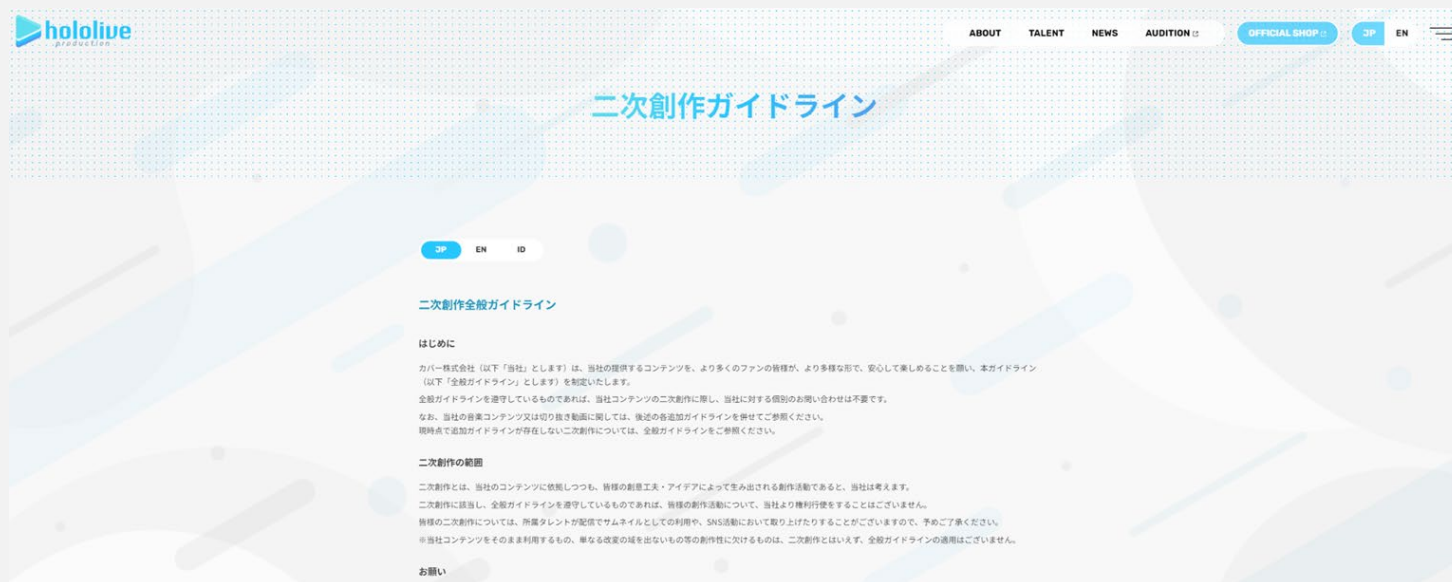 hololive
production
ABOUT TALENT NEWS AUDITION OFFICIAL SHOP JP EN
二次創作ガイドライン
JP EN ID
二次創作全般ガイドライン
はじめに
カバー株式会社（以下「当社」とします）は、当社の提供するコンテンツを、より多くのファンの皆様が、より多様な形で、安心して楽しめることを願い、本ガイドライン
（以下「全般ガイドライン」とします）を制定いたします。
全般ガイドラインを遵守しているものであれば、当社コンテンツの二次創作に際し、当社に対する個別のお問い合わせは不要です。
なお、当社の音楽コンテンツ又は切り抜き動画に関しては、後述の各追加ガイドラインを併せてご参照ください。
現時点で追加ガイドラインが存在しない二次創作については、全般ガイドラインをご参照ください。
二次創作の範囲
二次創作とは、当社のコンテンツに依拠しつつも、皆様の創意工夫・アイデアによって生み出される創作活動であると、当社は考えます。
二次創作に該当し、全般ガイドラインを遵守しているものであれば、皆様の創作活動について、当社より権利行使をすることはございません。
皆様の二次創作については、所属タレントが配信でサムネイルとしての利用や、SNS活動において取り上げたりすることがございますので、予めご了承ください。
※当社コンテンツをそのまま利用するもの、単なる改変の域を出ないもの等の創作性に欠けるものは、二次創作とはいえず、全般ガイドラインの適用はございません。
お願い